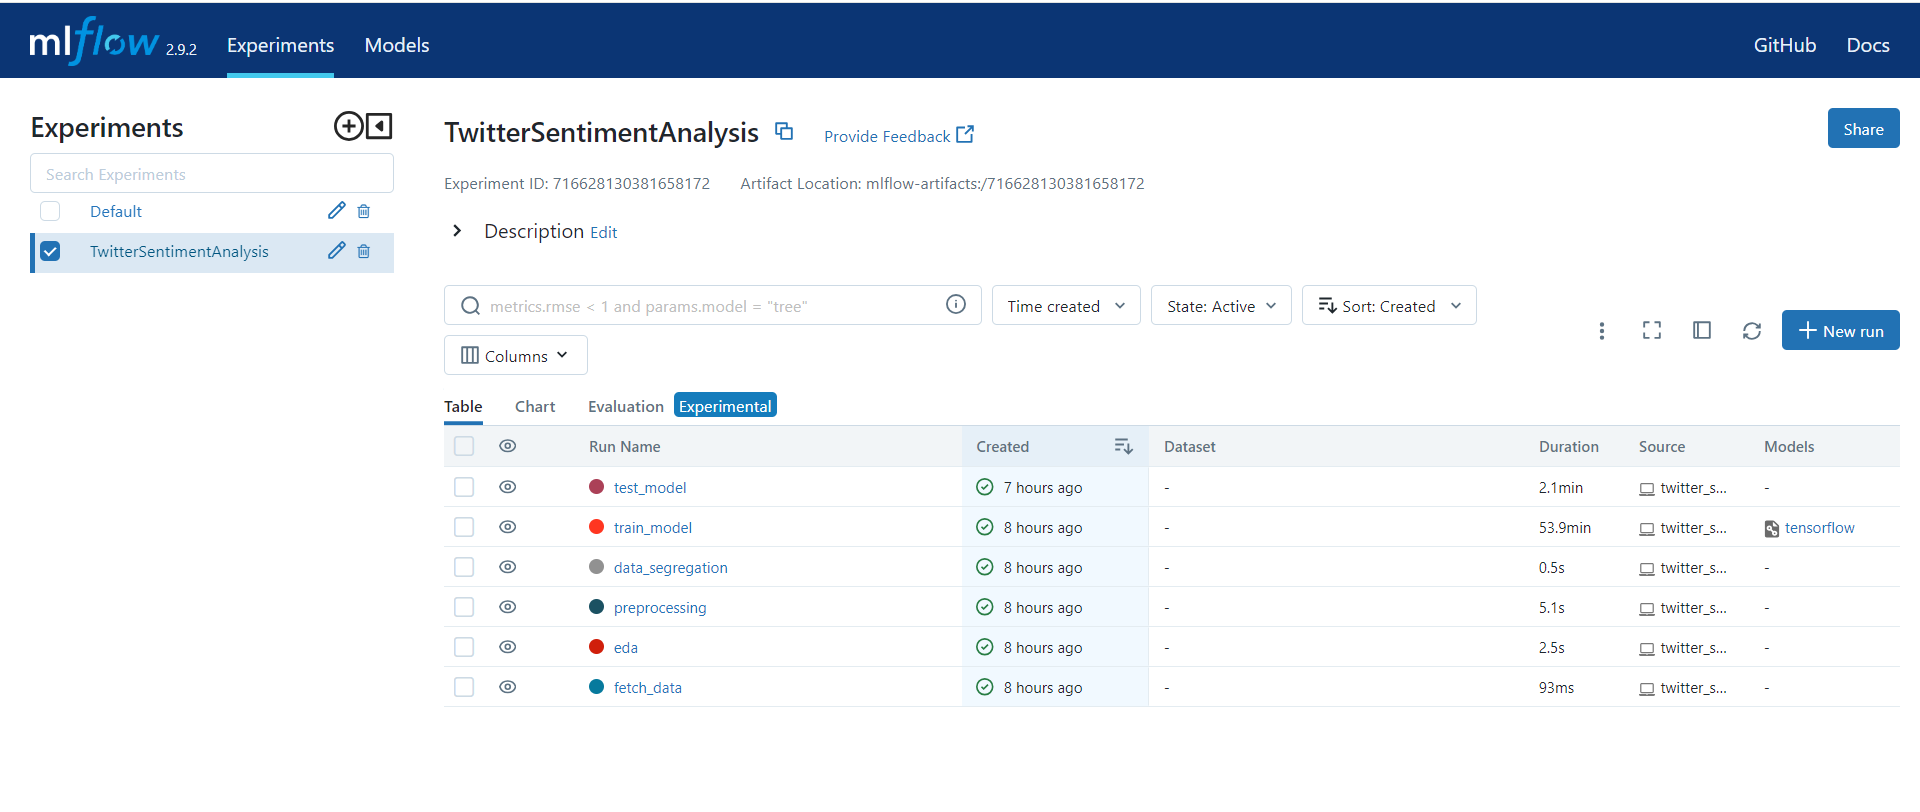 mlflow 2.9.2 Experiments Models GitHub Docs
Experiments
Search Experiments
Default
TwitterSentimentAnalysis
TwitterSentimentAnalysis Provide Feedback Share
Experiment ID: 716628130381658172 Artifact Location: mlflow-artifacts:/716628130381658172
Description Edit
metrics.rmse < 1 and params.model = "tree" Time created State: Active Sort: Created
Columns
New run
Table Chart Evaluation Experimental
Run Name Created Dataset Duration Source Models
test_model 7 hours ago - 2.1min twitter_s... -
train_model 8 hours ago - 53.9min twitter_s... tensorflow
data_segregation 8 hours ago - 0.5s twitter_s... -
preprocessing 8 hours ago - 5.1s twitter_s... -
eda 8 hours ago - 2.5s twitter_s... -
fetch_data 8 hours ago - 93ms twitter_s... -